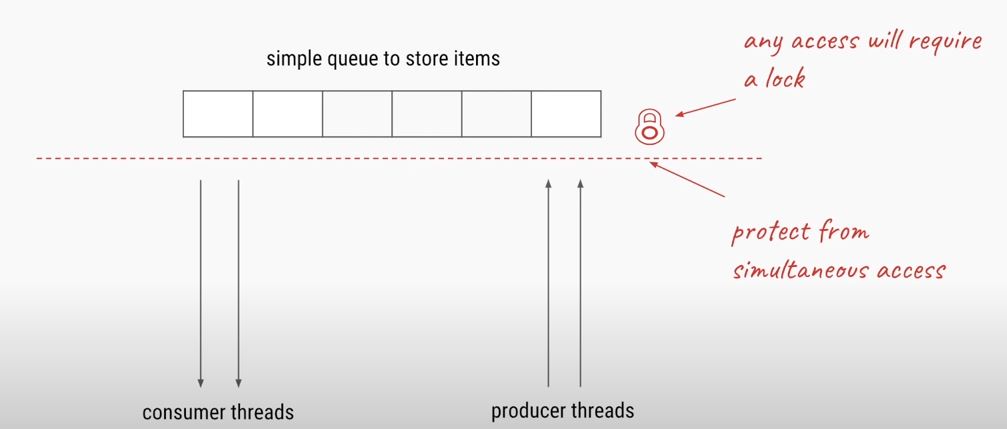 simple queue to store items
any access will require
a lock
protect from
simultaneous access
consumer threads
producer threads